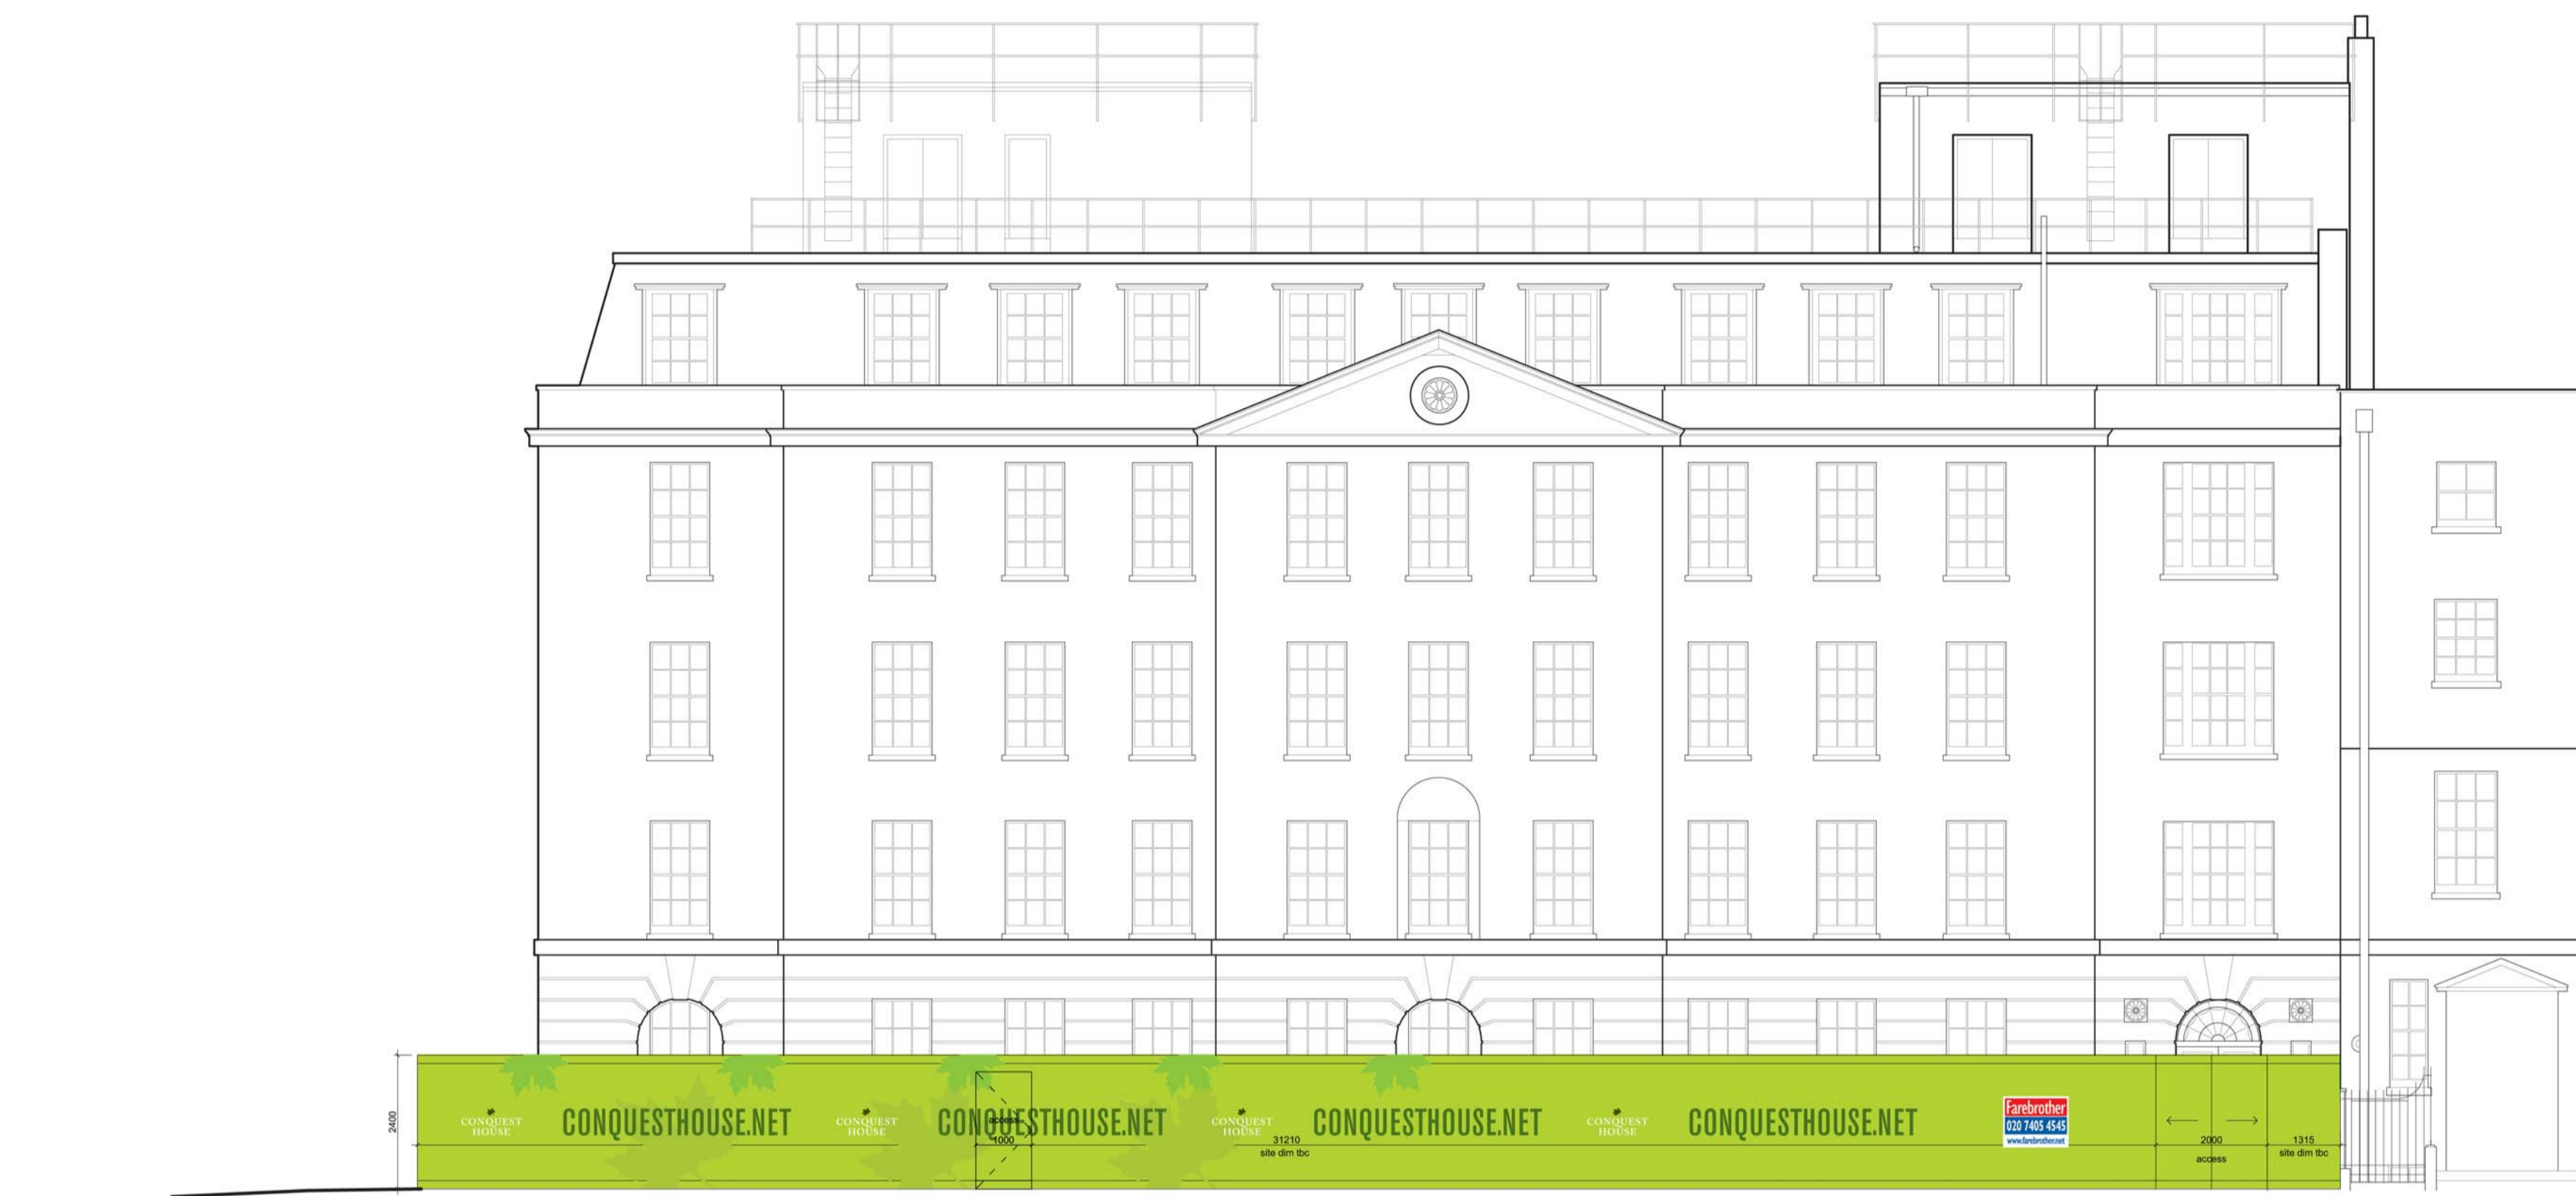 2400
CONQUEST
HOUSE
CONQUESTHOUSE.NET
CONQUEST
HOUSE
CONQUESTHOUSE.NET
access
1000
CONQUEST
HOUSE
31210
site dim tbc
CONQUESTHOUSE.NET
CONQUEST
HOUSE
CONQUESTHOUSE.NET
Farebrother
020 7405 4545
www.farebrother.net
2000
access
1315
site dim tbc